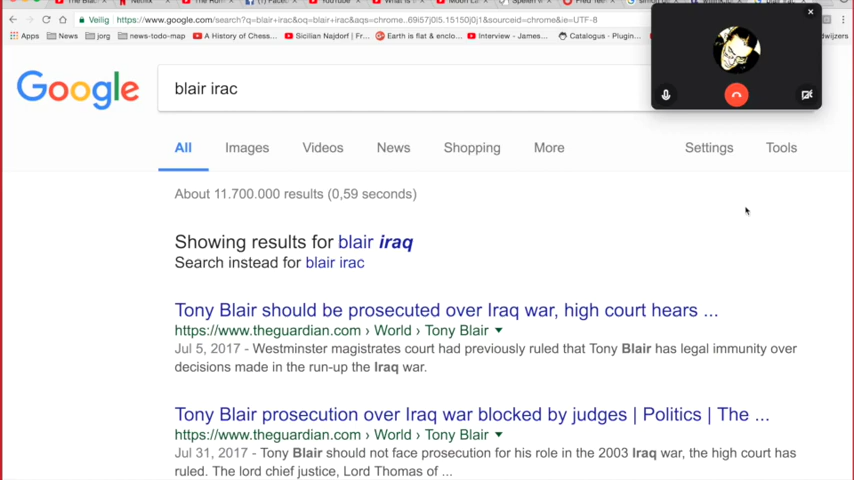 Veilig https://www.google.com/search?q=blair+irac&oq=blair+irac&aqs=chrome..69i57j0l5.15150j0j1&sourceid=chrome&ie=UTF-8
Apps News jorg news-todo-map A History of Chess... Sicilian Najdorf | Fr... Earth is flat & enclo... Interview - James... Catalogus - Plugin...
Google
blair irac
All Images Videos News Shopping More Settings Tools
About 11.700.000 results (0,59 seconds)
Showing results for blair iraq
Search instead for blair irac
Tony Blair should be prosecuted over Iraq war, high court hears ...
https://www.theguardian.com › World › Tony Blair
Jul 5, 2017 - Westminster magistrates court had previously ruled that Tony Blair has legal immunity over
decisions made in the run-up the Iraq war.
Tony Blair prosecution over Iraq war blocked by judges | Politics | The ...
https://www.theguardian.com › World › Tony Blair
Jul 31, 2017 - Tony Blair should not face prosecution for his role in the 2003 Iraq war, the high court has
ruled. The lord chief justice, Lord Thomas of ...